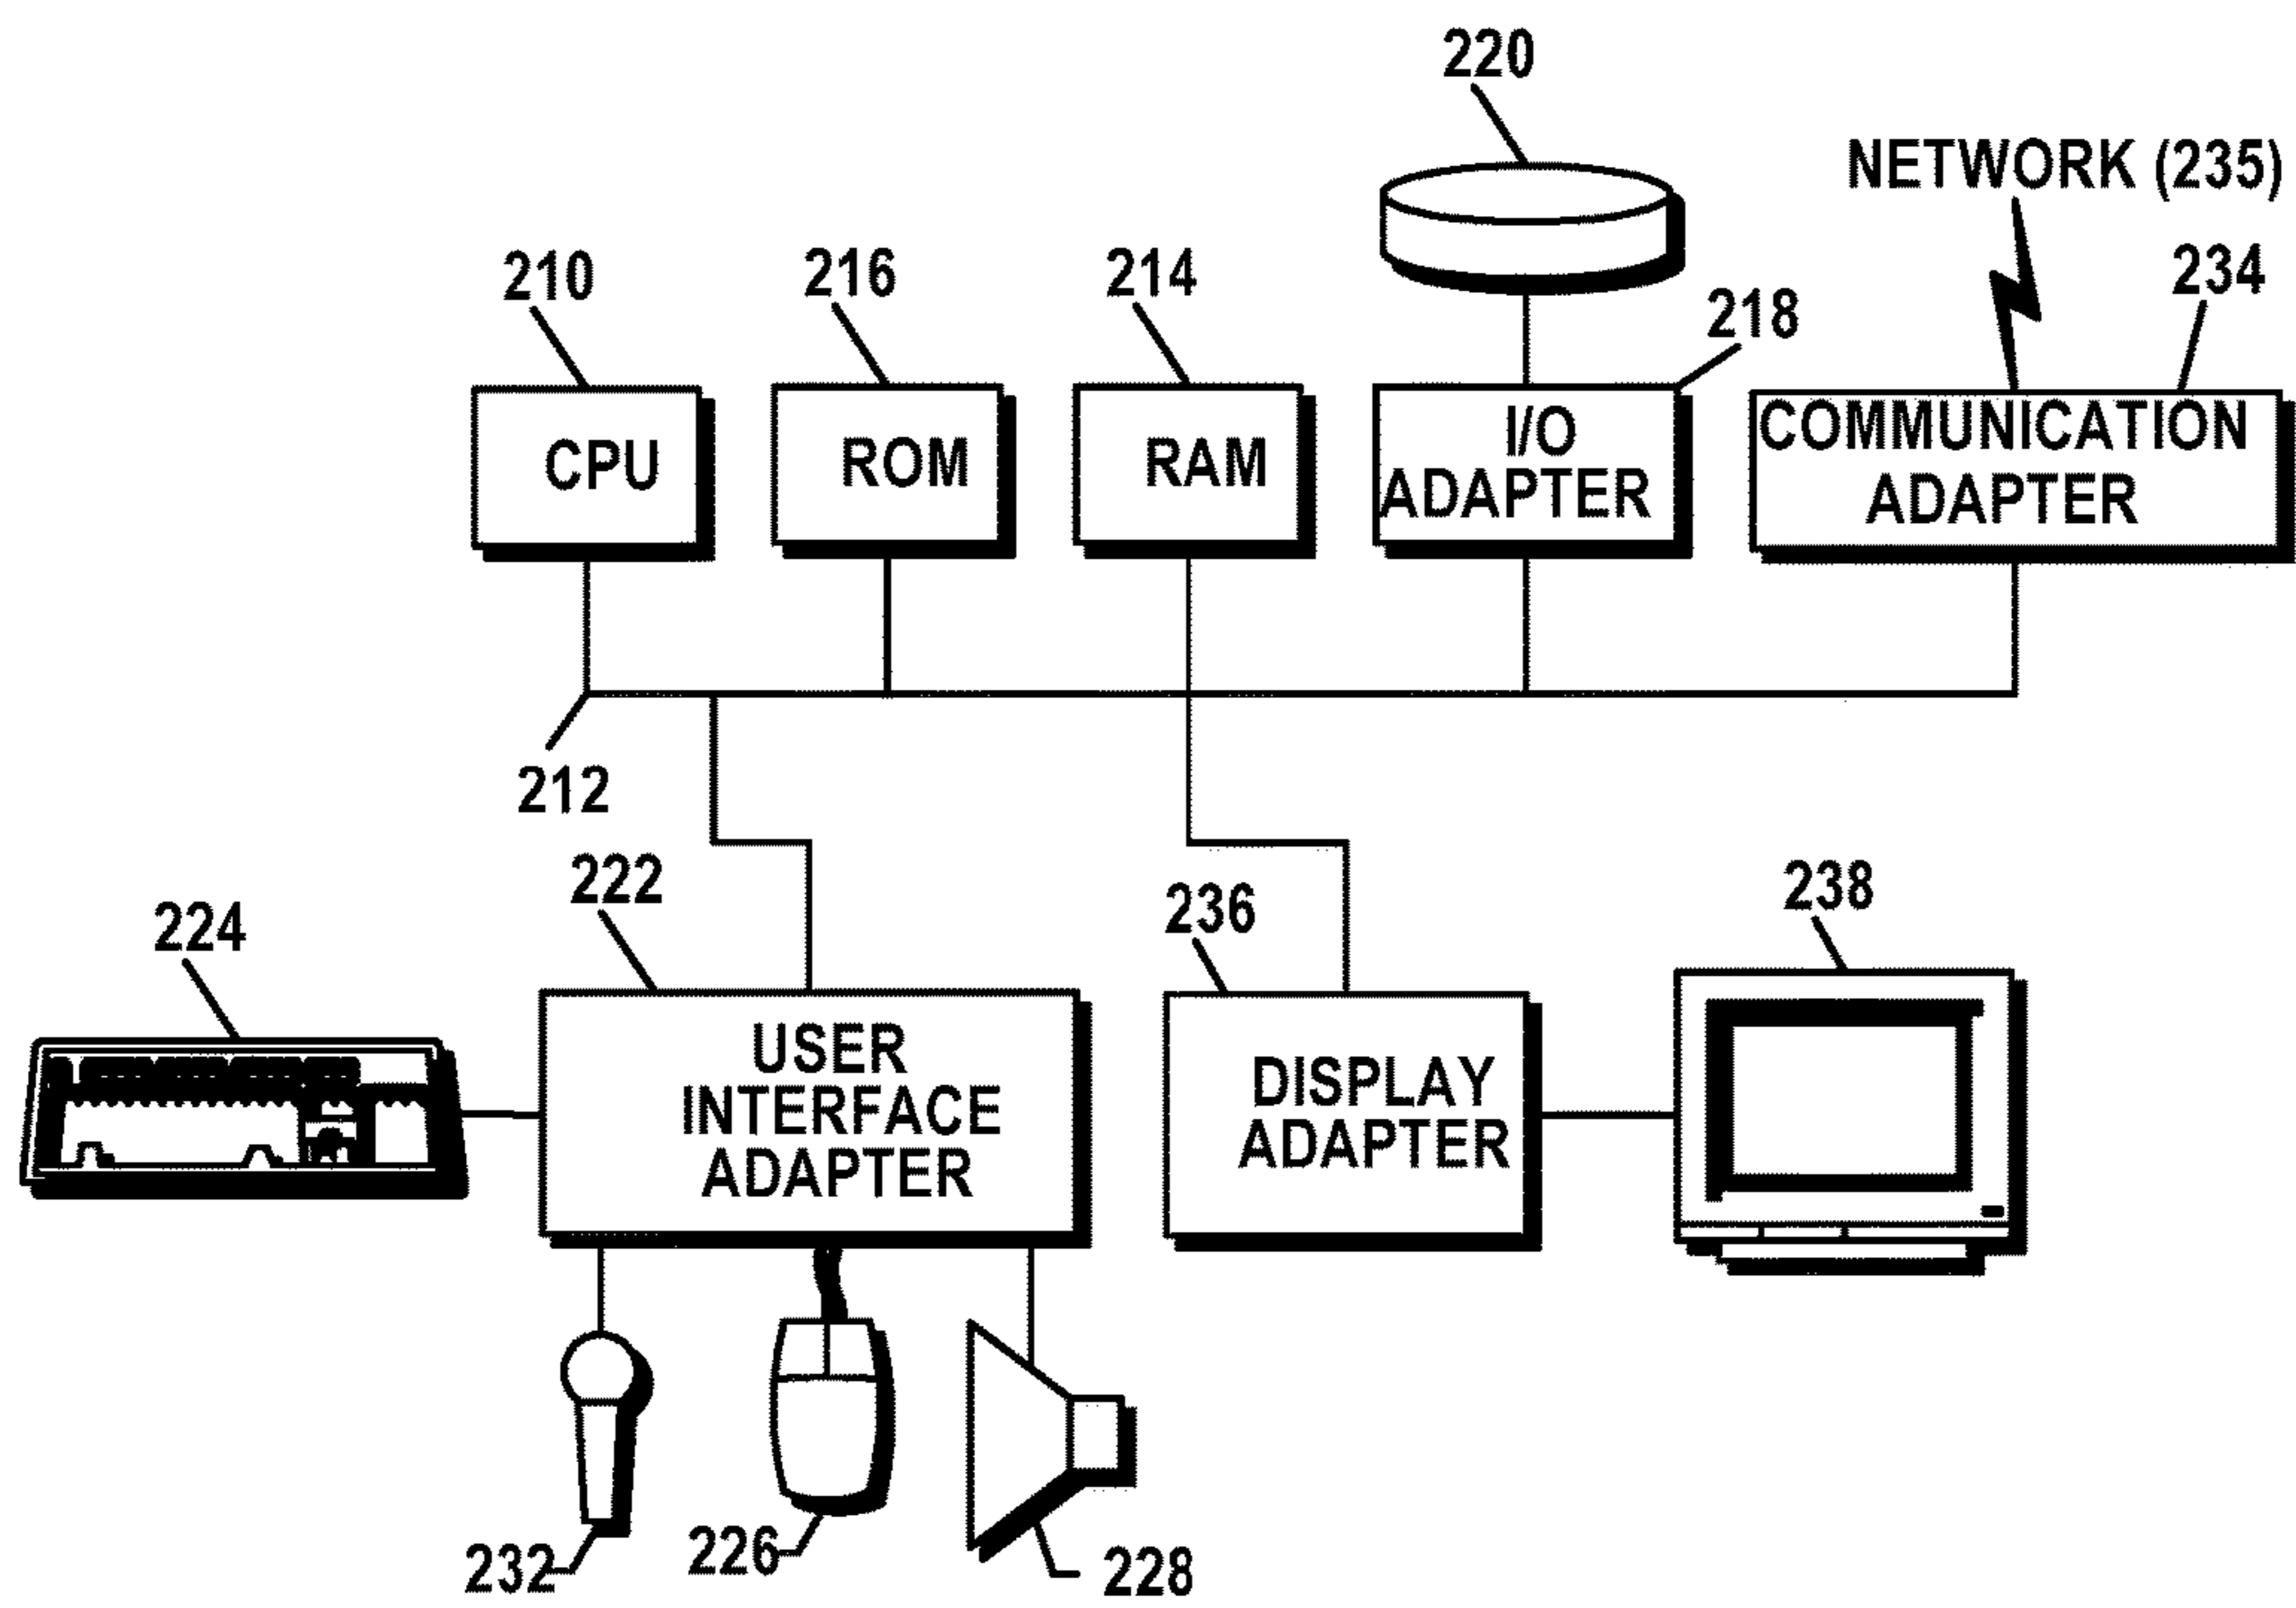 220
NETWORK (235)
210
216
214
218
234
CPU
ROM
RAM
I/O
ADAPTER
COMMUNICATION
ADAPTER
212
222
224
236
238
USER
INTERFACE
ADAPTER
DISPLAY
ADAPTER
232
226
228